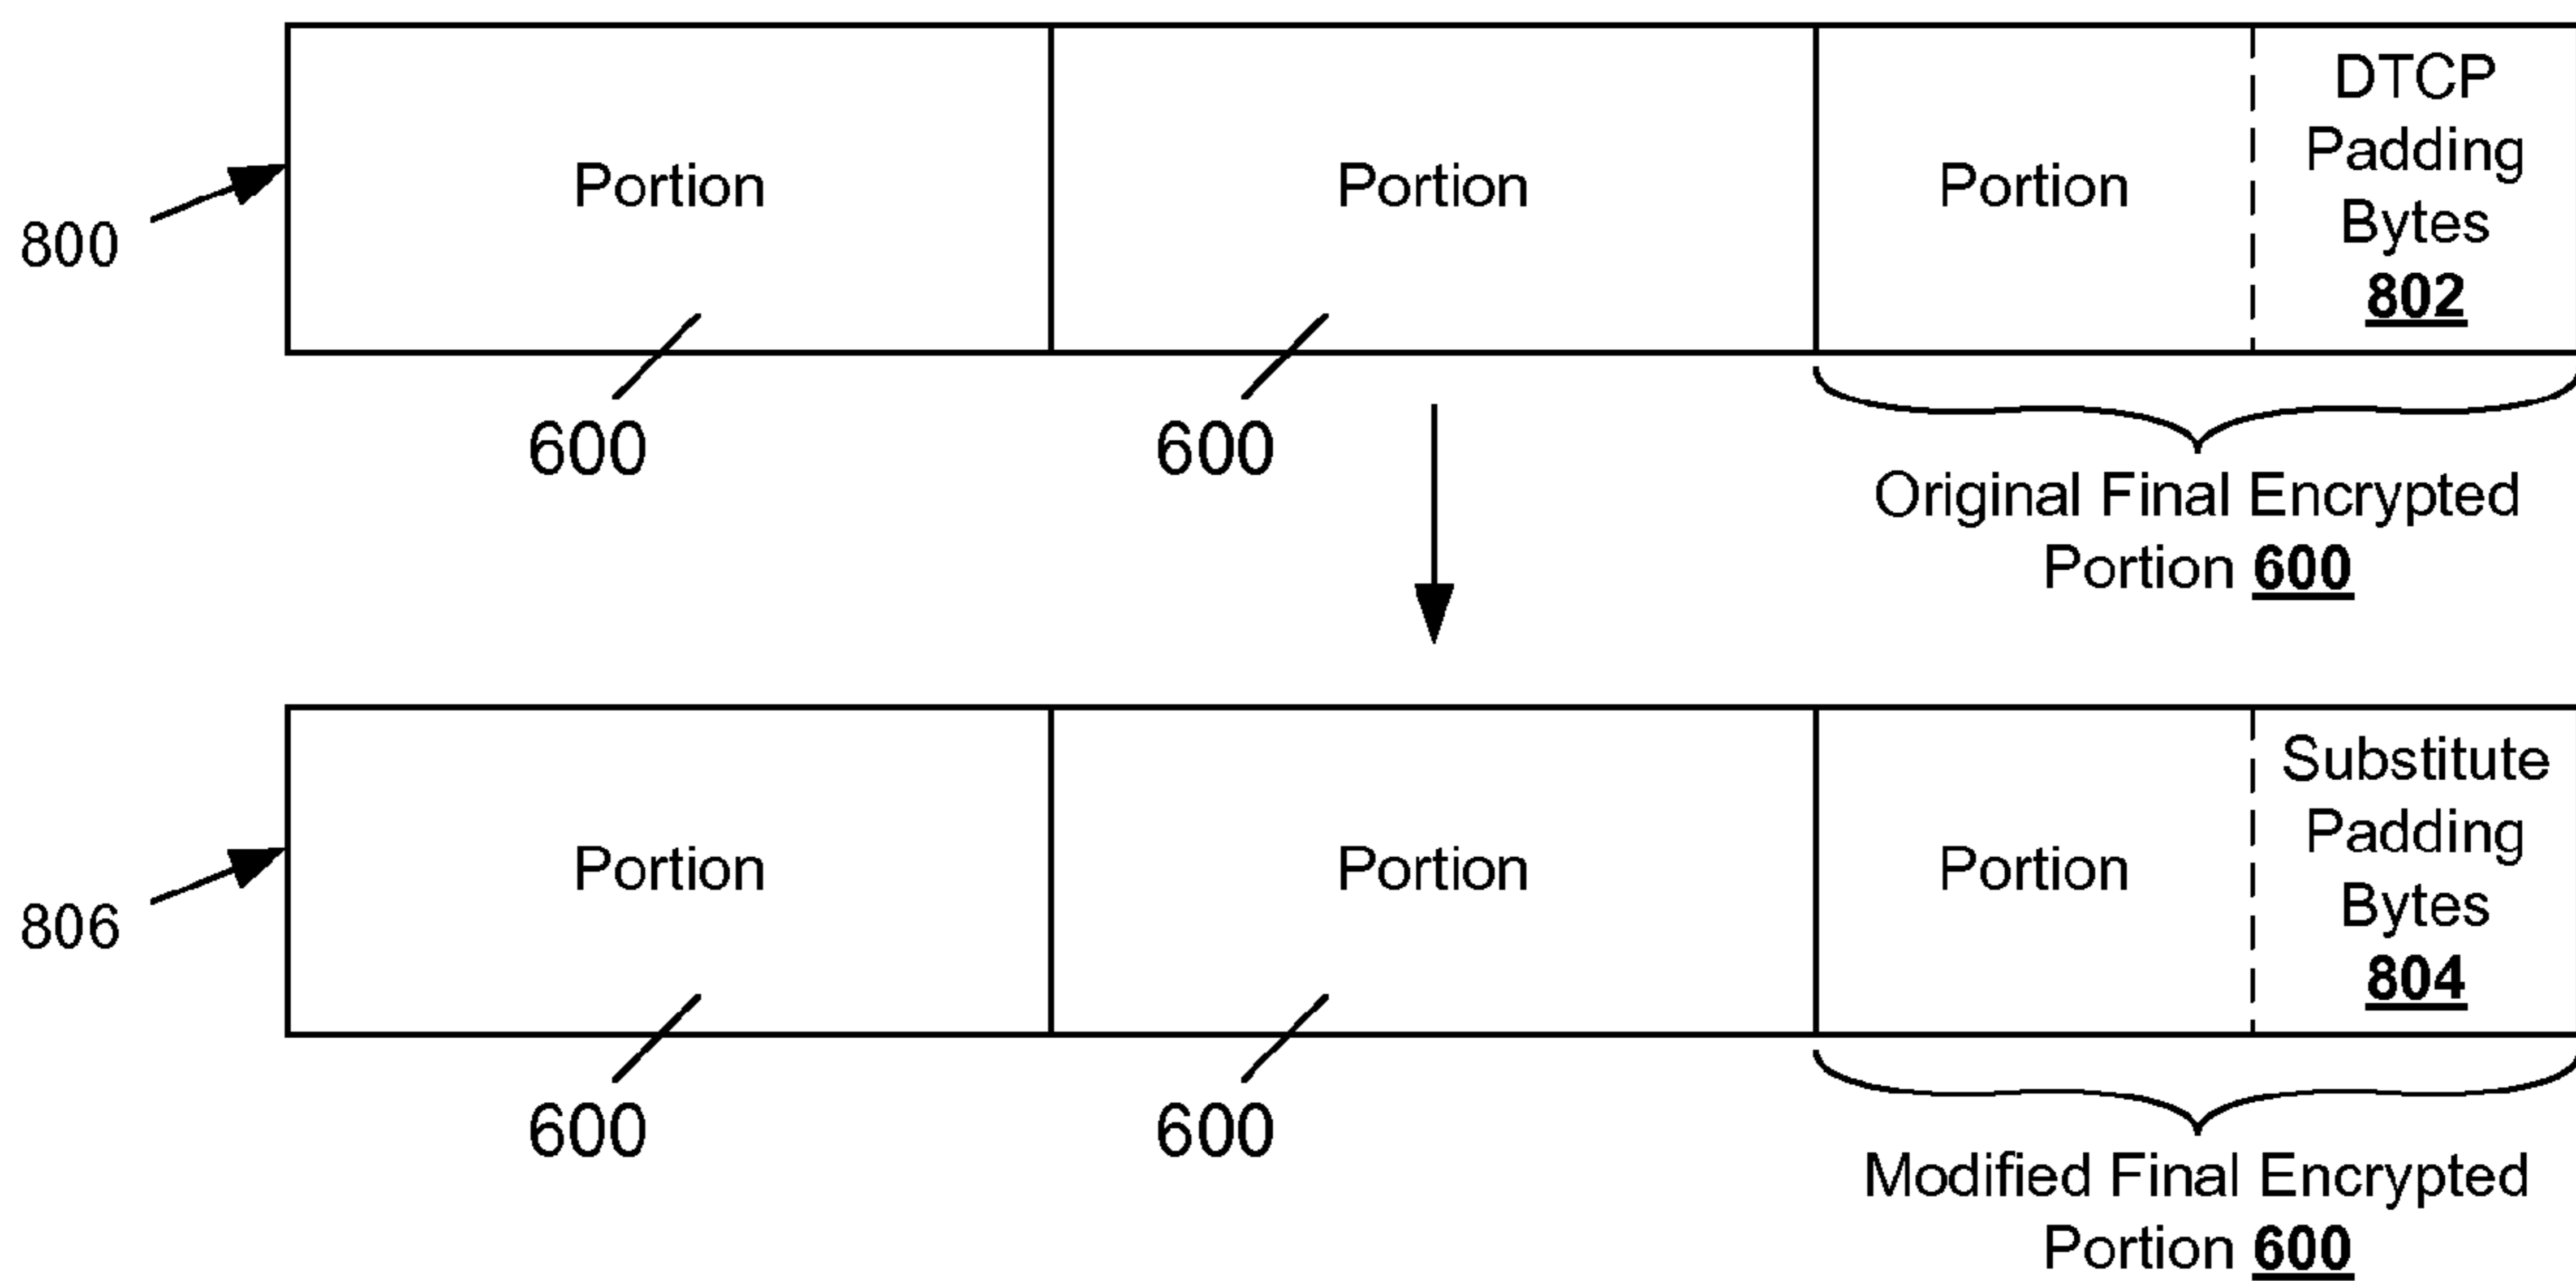 Portion
Portion
Portion
DTCP
Padding
Bytes
802
800
600
600
Original Final Encrypted
Portion 600
Portion
Portion
Portion
Substitute
Padding
Bytes
804
806
600
600
Modified Final Encrypted
Portion 600